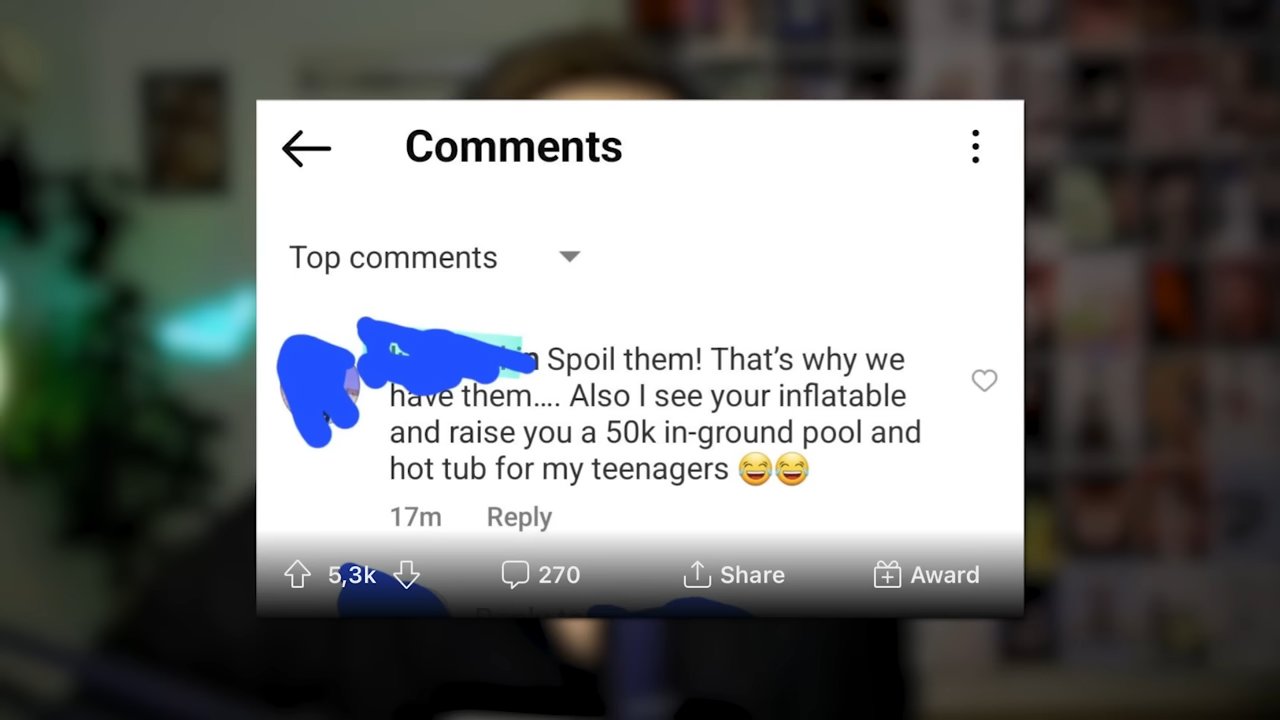 Comments
Top comments
Spoil them! That’s why we
have them.... Also I see your inflatable
and raise you a 50k in-ground pool and
hot tub for my teenagers 😂😂
17m Reply
5,3k 270 Share Award